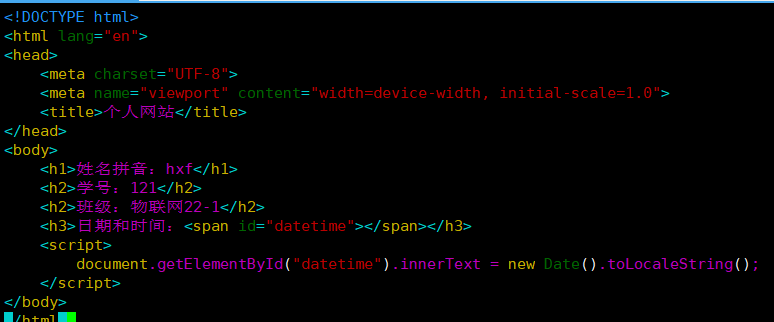 <!DOCTYPE html>
<html lang="en">
<head>
    <meta charset="UTF-8">
    <meta name="viewport" content="width=device-width, initial-scale=1.0">
    <title>个人网站</title>
</head>
<body>
    <h1>姓名拼音：hxf</h1>
    <h2>学号：121</h2>
    <h2>班级：物联网22-1</h2>
    <h3>日期和时间：<span id="datetime"></span></h3>
    <script>
        document.getElementById("datetime").innerText = new Date().toLocaleString();
    </script>
</body>
</html>